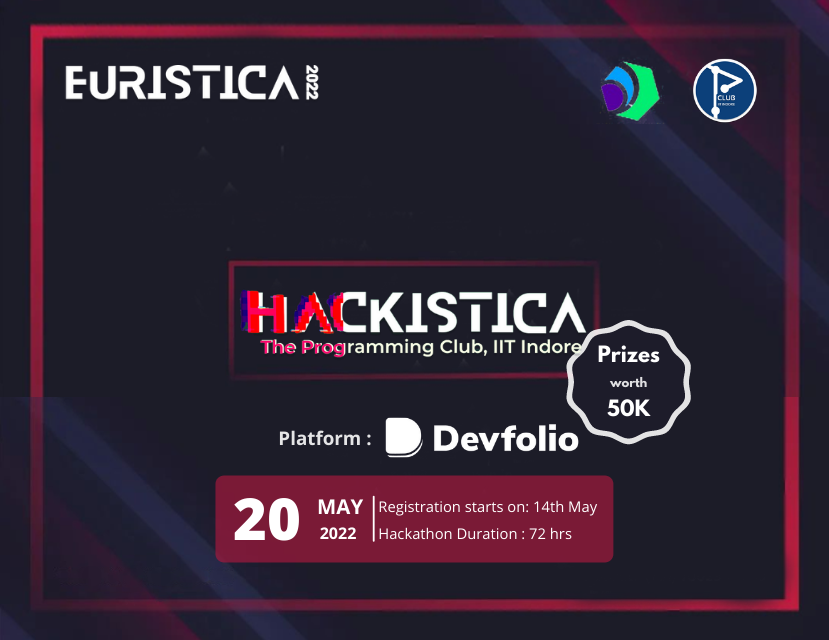 EURISTICA 2022
CLUB
HACKISTICA
The Programming Club, IIT Indore
Prizes
worth
50K
Platform : Devfolio
20 MAY 2022
Registration starts on: 14th May
Hackathon Duration : 72 hrs